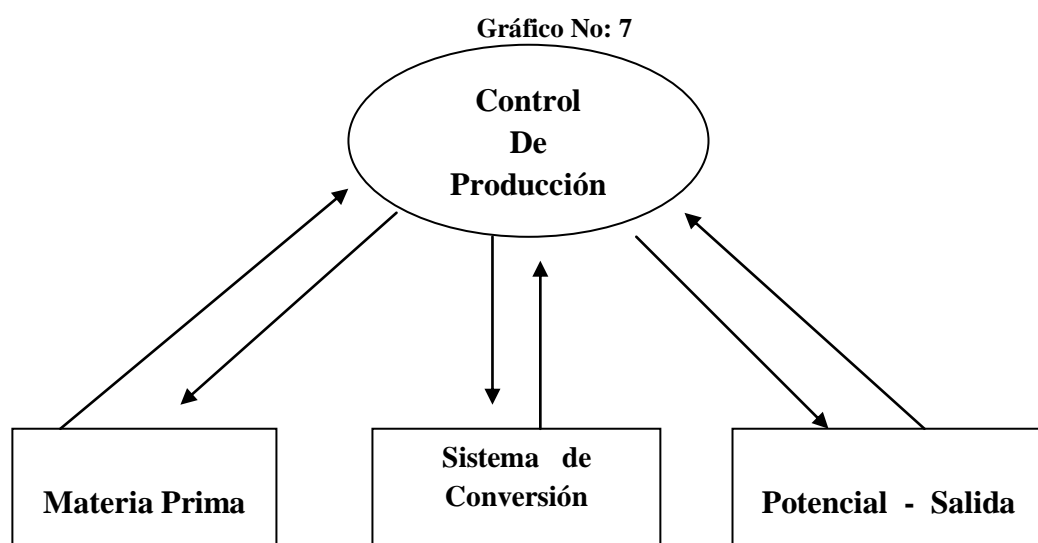 Gráfico No: 7
Control
De
Producción
Materia Prima
Sistema de
Conversión
Potencial - Salida